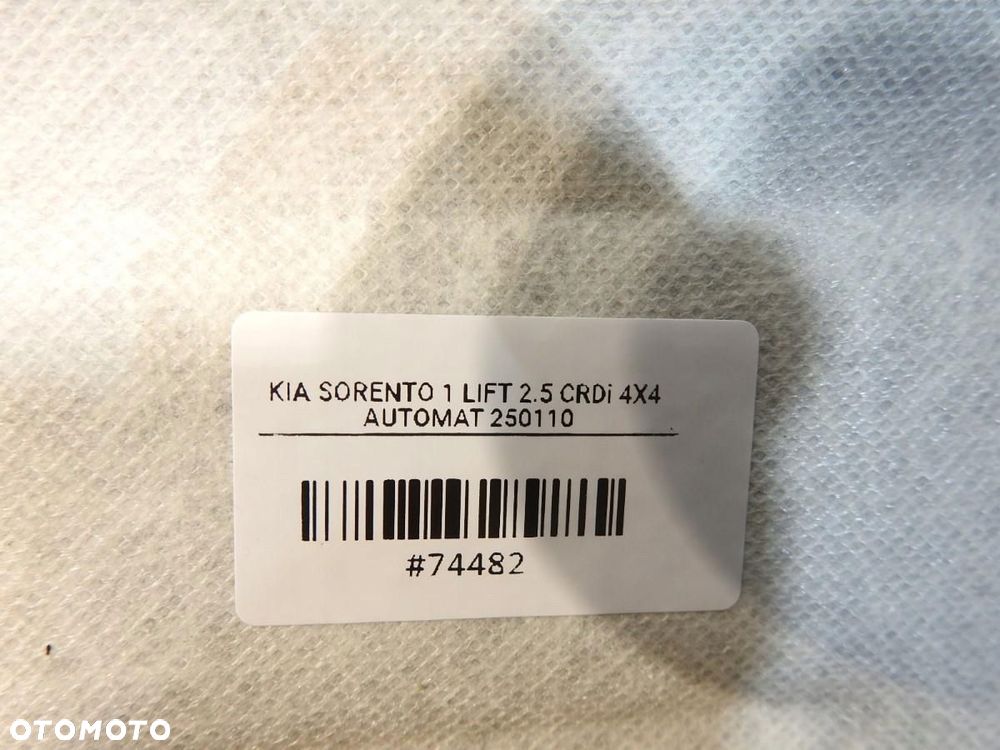 KIA SORENTO 1 LIFT 2.5 CRDi 4X4
AUTOMAT 250110
#74482
OTOMOTO